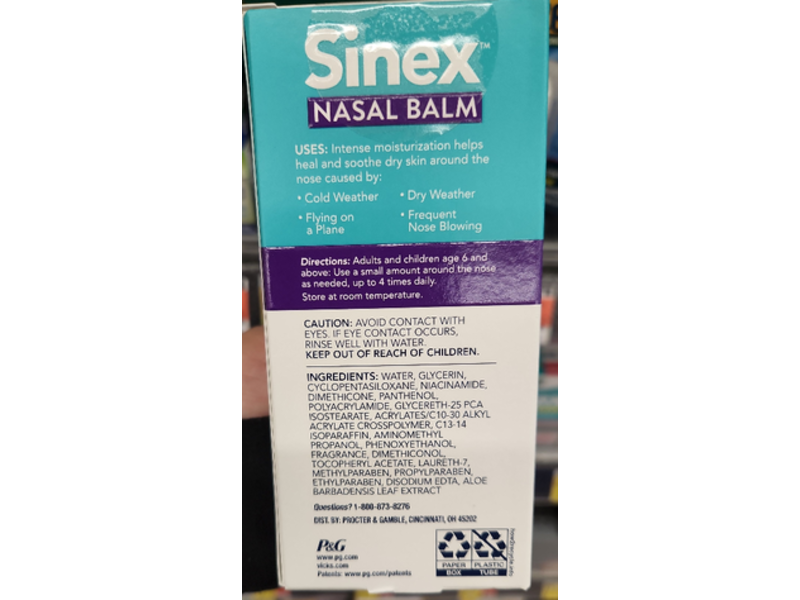 Sinex™
NASAL BALM
USES: Intense moisturization helps
heal and soothe dry skin around the
nose caused by:
• Cold Weather
• Dry Weather
• Flying on
a Plane
• Frequent
Nose Blowing
Directions: Adults and children age 6 and
above: Use a small amount around the nose
as needed, up to 4 times daily.
Store at room temperature.
CAUTION: AVOID CONTACT WITH
EYES. IF EYE CONTACT OCCURS,
RINSE WELL WITH WATER.
KEEP OUT OF REACH OF CHILDREN.
INGREDIENTS: WATER, GLYCERIN,
CYCLOPENTASILOXANE, NIACINAMIDE,
DIMETHICONE, PANTHENOL,
POLYACRYLAMIDE, GLYCERETH-25 PCA
ISOSTEARATE, ACRYLATES/C10-30 ALKYL
ACRYLATE CROSSPOLYMER, C13-14
ISOPARAFFIN, AMINOMETHYL
PROPANOL, PHENOXYETHANOL,
FRAGRANCE, DIMETHICONOL,
TOCOPHERYL ACETATE, LAURETH-7,
METHYLPARABEN, PROPYLPARABEN,
ETHYLPARABEN, DISODIUM EDTA, ALOE
BARBADENSIS LEAF EXTRACT
Questions? 1-800-873-8276
DIST. BY: PROCTER & GAMBLE, CINCINNATI, OH 45202
P&G
www.pg.com
vicks.com
Patents: www.pg.com/patents
PAPER
BOX
PLASTIC
TUBE
how2recycle.info